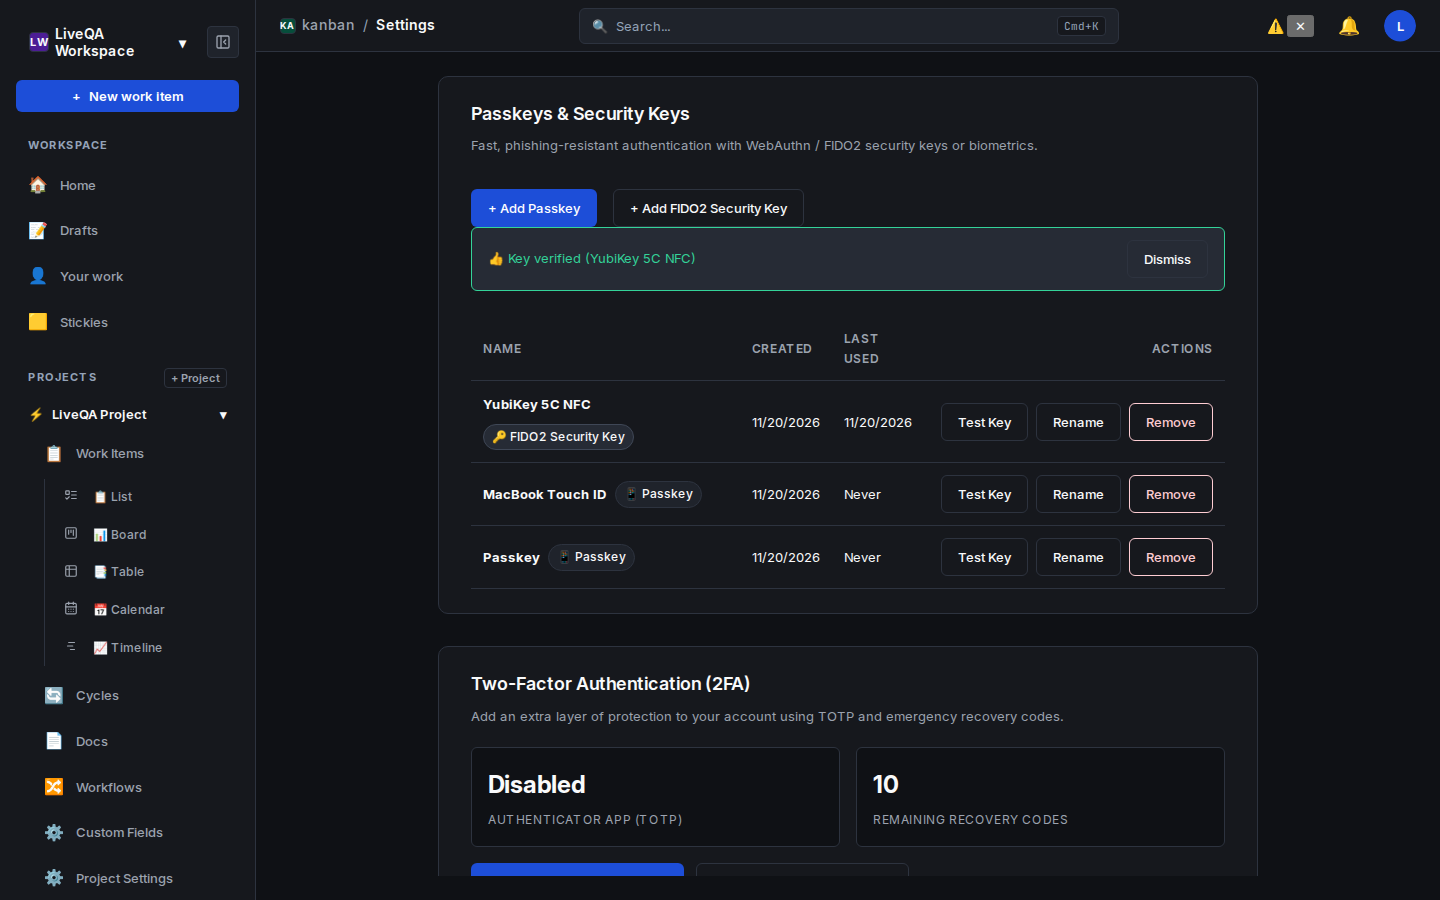 LW LiveQA Workspace ▼
+ New work item
WORKSPACE
🏠 Home
📝 Drafts
👤 Your work
🟨 Stickies
PROJECTS + Project
⚡ LiveQA Project ▼
📋 Work Items
📋 List
📊 Board
📑 Table
📅 Calendar
📈 Timeline
🔄 Cycles
📄 Docs
🔀 Workflows
⚙️ Custom Fields
⚙️ Project Settings
KA kanban / Settings
🔍 Search... Cmd+K
⚠️ ✕ 🔔 L
Passkeys & Security Keys
Fast, phishing-resistant authentication with WebAuthn / FIDO2 security keys or biometrics.
+ Add Passkey + Add FIDO2 Security Key
👍 Key verified (YubiKey 5C NFC) Dismiss
NAME CREATED LAST USED ACTIONS
YubiKey 5C NFC
🔑 FIDO2 Security Key 11/20/2026 11/20/2026 Test Key Rename Remove
MacBook Touch ID 📱 Passkey 11/20/2026 Never Test Key Rename Remove
Passkey 📱 Passkey 11/20/2026 Never Test Key Rename Remove
Two-Factor Authentication (2FA)
Add an extra layer of protection to your account using TOTP and emergency recovery codes.
Disabled
AUTHENTICATOR APP (TOTP)
10
REMAINING RECOVERY CODES